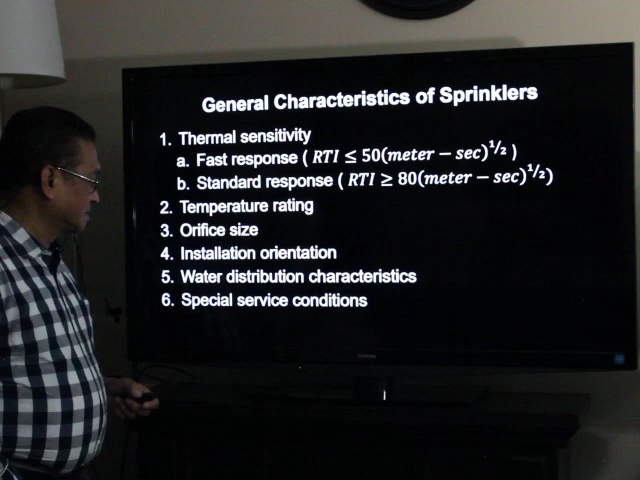 General Characteristics of Sprinklers
1. Thermal sensitivity
a. Fast response ( RTI ≤ 50(meter − sec)^1/2 )
b. Standard response ( RTI ≥ 80(meter − sec)^1/2)
2. Temperature rating
3. Orifice size
4. Installation orientation
5. Water distribution characteristics
6. Special service conditions